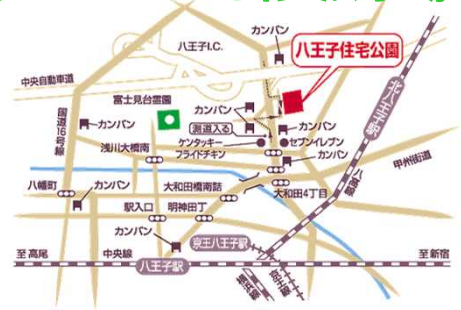 カンバン
八王子I.C.
八王子住宅公園
中央自動車道
富士見台霊園
カンバン
北八王子駅
国道16号線
カンバン
カンバン
側道入る
カンバン
ケンタッキー
フライドチキン
セブンイレブン
浅川大橋南
カンバン
甲州街道
八高線
八幡町
カンバン
大和田橋南詰
大和田4丁目
駅入口
明神町
カンバン
京王八王子駅
至高尾
中央線
八王子駅
至新宿
横浜線
京王線